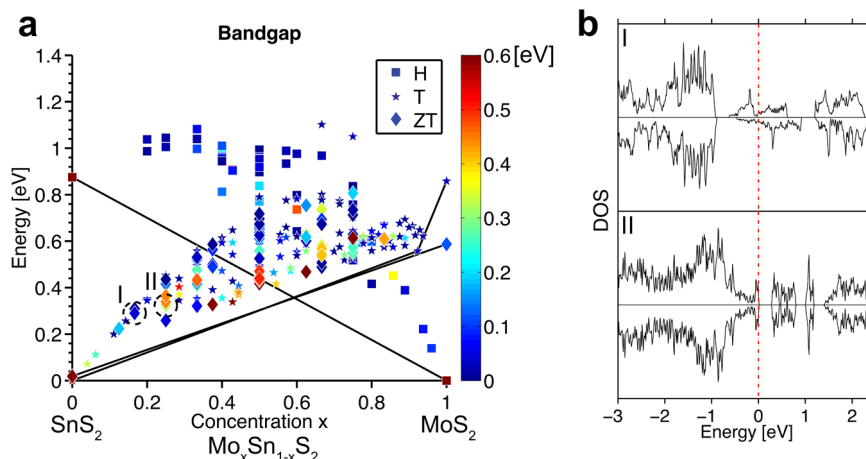 a
Bandgap
1.4
1.2
1
0.8
0.6
0.4
0.2
0
Energy [eV]
H
T
ZT
I
II
0
0.2
0.4
0.6
0.8
1
SnS₂
Concentration x
MoS₂
MoₓSn₁₋ₓS₂
0.6 [eV]
0.5
0.4
0.3
0.2
0.1
0
b
I
II
DOS
-3
-2
-1
0
1
2
Energy [eV]